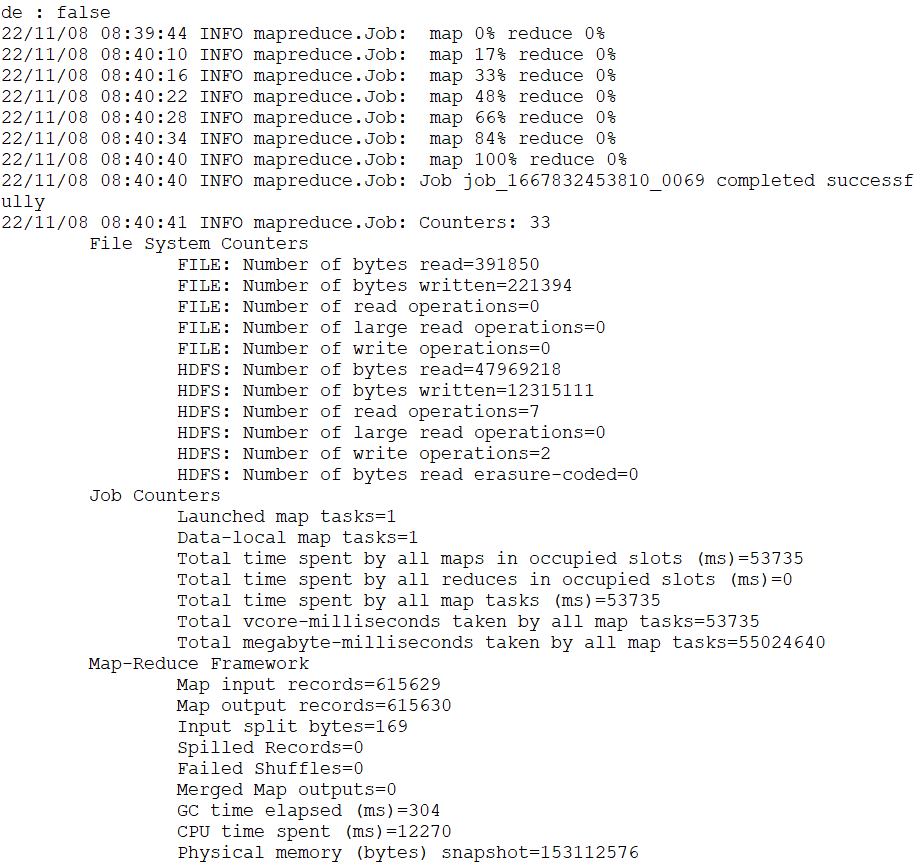 de : false
22/11/08 08:39:44 INFO mapreduce.Job:  map 0% reduce 0%
22/11/08 08:40:10 INFO mapreduce.Job:  map 17% reduce 0%
22/11/08 08:40:16 INFO mapreduce.Job:  map 33% reduce 0%
22/11/08 08:40:22 INFO mapreduce.Job:  map 48% reduce 0%
22/11/08 08:40:28 INFO mapreduce.Job:  map 66% reduce 0%
22/11/08 08:40:34 INFO mapreduce.Job:  map 84% reduce 0%
22/11/08 08:40:40 INFO mapreduce.Job:  map 100% reduce 0%
22/11/08 08:40:40 INFO mapreduce.Job: Job job_1667832453810_0069 completed successf
ully
22/11/08 08:40:41 INFO mapreduce.Job: Counters: 33
        File System Counters
                FILE: Number of bytes read=391850
                FILE: Number of bytes written=221394
                FILE: Number of read operations=0
                FILE: Number of large read operations=0
                FILE: Number of write operations=0
                HDFS: Number of bytes read=47969218
                HDFS: Number of bytes written=12315111
                HDFS: Number of read operations=7
                HDFS: Number of large read operations=0
                HDFS: Number of write operations=2
                HDFS: Number of bytes read erasure-coded=0
        Job Counters
                Launched map tasks=1
                Data-local map tasks=1
                Total time spent by all maps in occupied slots (ms)=53735
                Total time spent by all reduces in occupied slots (ms)=0
                Total time spent by all map tasks (ms)=53735
                Total vcore-milliseconds taken by all map tasks=53735
                Total megabyte-milliseconds taken by all map tasks=55024640
        Map-Reduce Framework
                Map input records=615629
                Map output records=615630
                Input split bytes=169
                Spilled Records=0
                Failed Shuffles=0
                Merged Map outputs=0
                GC time elapsed (ms)=304
                CPU time spent (ms)=12270
                Physical memory (bytes) snapshot=153112576